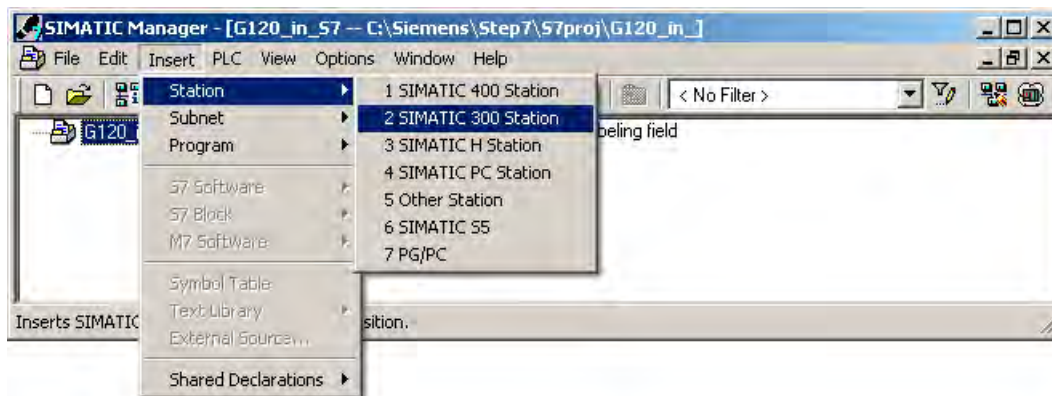 SIMATIC Manager - [G120_in_S7 -- C:\Siemens\Step7\S7proj\G120_in_]
File Edit Insert PLC View Options Window Help
< No Filter >
Station
Subnet
Program
S7 Software
S7 Block
M7 Software
Symbol Table
Text Library
External Source...
Shared Declarations
1 SIMATIC 400 Station
2 SIMATIC 300 Station
3 SIMATIC H Station
4 SIMATIC PC Station
5 Other Station
6 SIMATIC S5
7 PG/PC
G120_
beling field
Inserts SIMATIC
sition.